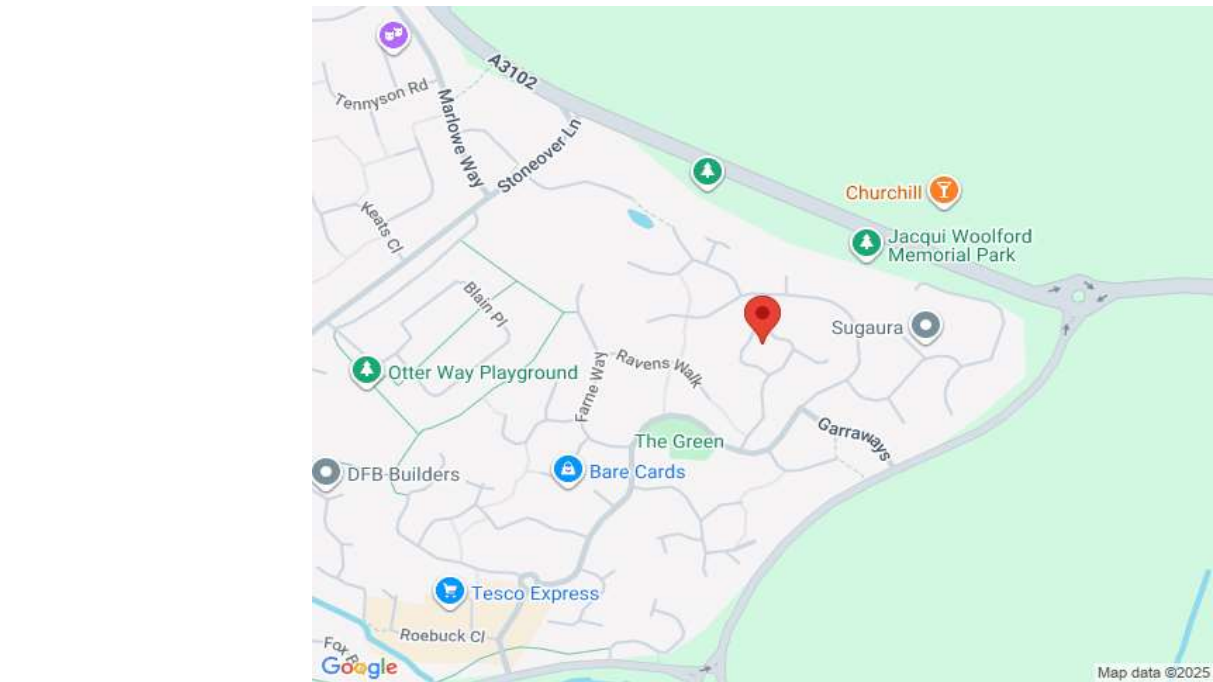 A3102
Tennyson Rd
Marlowe Way
Stoneover Ln
Churchill
Keats Cl
Jacqui Woolford
Memorial Park
Blain Pl
Sugaura
Ravens Walk
Otter Way Playground
Farne Way
Garraways
The Green
DFB Builders
Bare Cards
Tesco Express
Roebuck Cl
Fox
Google
Map data ©2025